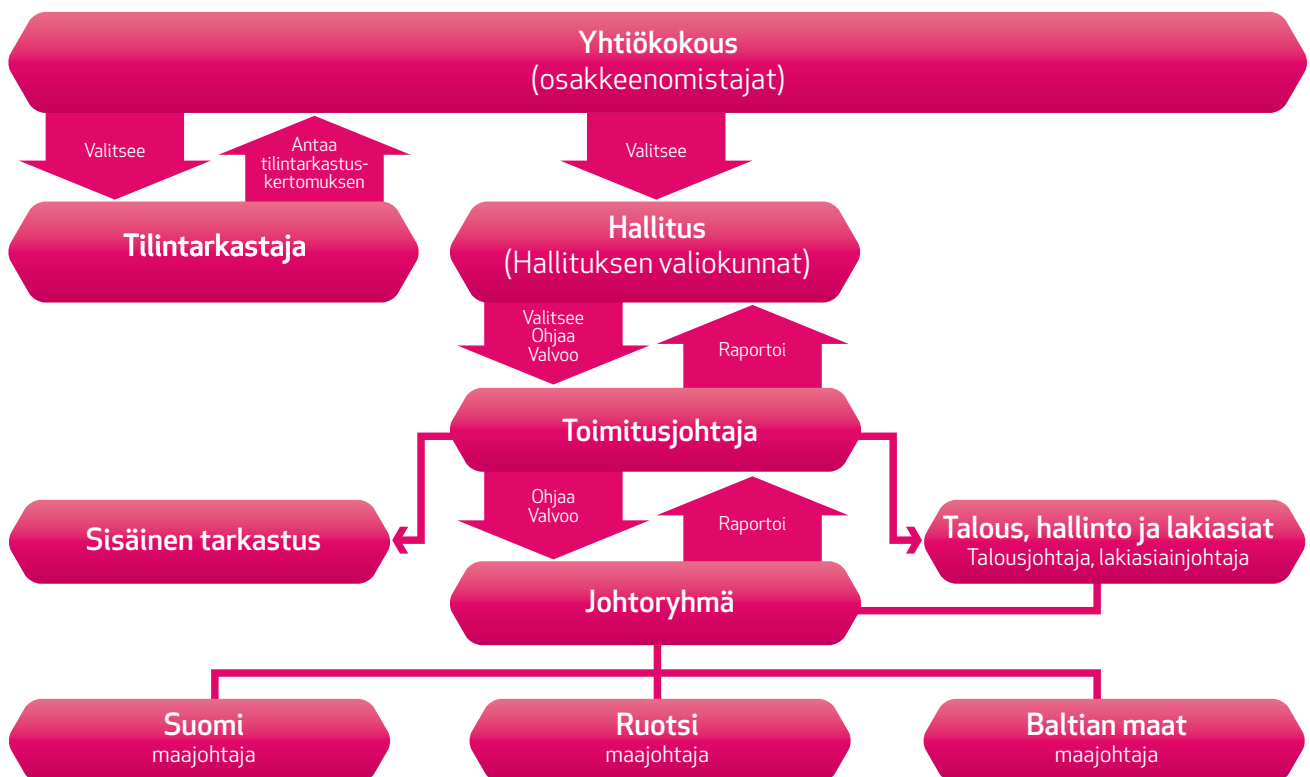 Yhtiökokous
(osakkeenomistajat)
Valitsee
Antaa
tilintarkastus-
kertomuksen
Valitsee
Tilintarkastaja
Hallitus
(Hallituksen valiokunnat)
Valitsee
Ohjaa
Valvoo
Raportoi
Toimitusjohtaja
Ohjaa
Valvoo
Raportoi
Sisäinen tarkastus
Talous, hallinto ja lakiasiat
Talousjohtaja, lakiasiainjohtaja
Johtoryhmä
Suomi
maajohtaja
Ruotsi
maajohtaja
Baltian maat
maajohtaja